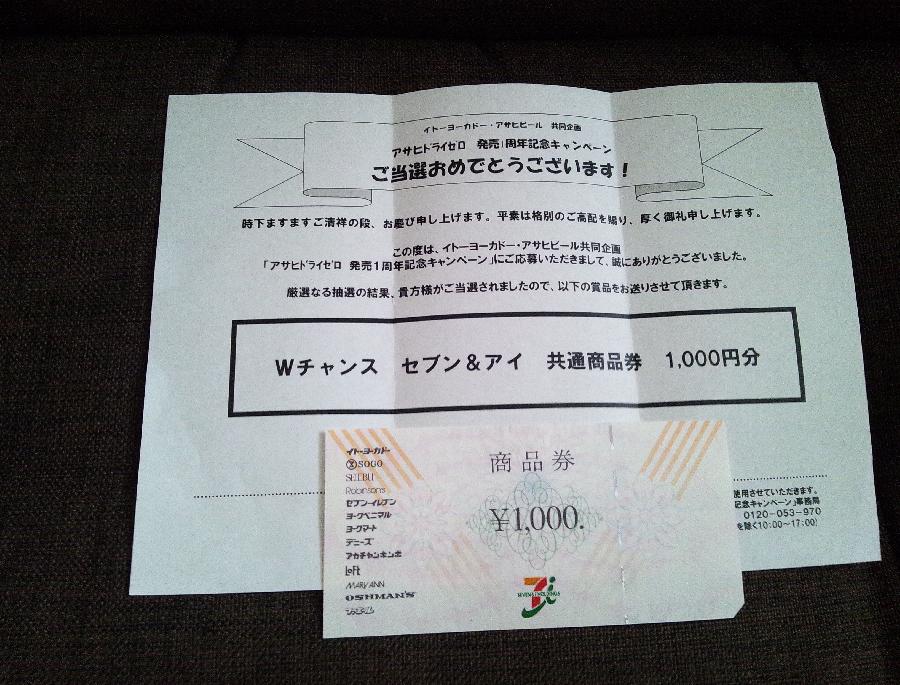 イトーヨーカドー・アサヒビール 共同企画
アサヒドライゼロ 発売1周年記念キャンペーン
ご当選おめでとうございます！
時下ますますご清祥の段、お慶び申し上げます。平素は格別のご高配を賜り、厚く御礼申し上げます。
この度は、イトーヨーカドー・アサヒビール共同企画
「アサヒドライゼロ 発売1周年記念キャンペーン」にご応募いただきまして、誠にありがとうございました。
厳選なる抽選の結果、貴方様がご当選されましたので、以下の賞品をお送りさせて頂きます。
Wチャンス セブン＆アイ 共通商品券 1,000円分
使用させていただきます。
記念キャンペーン」事務局
0120-053-970
を除く10:00~17:00)
商品券
¥1,000.
イトーヨーカドー
SOGO
SEIBU
Robinson's
セブン-イレブン
ヨークベニマル
ヨークマート
デニーズ
アカチャンホンポ
LOFT
MARY ANN
OSHMAN'S
ファミール
SEVEN & I HOLDINGS